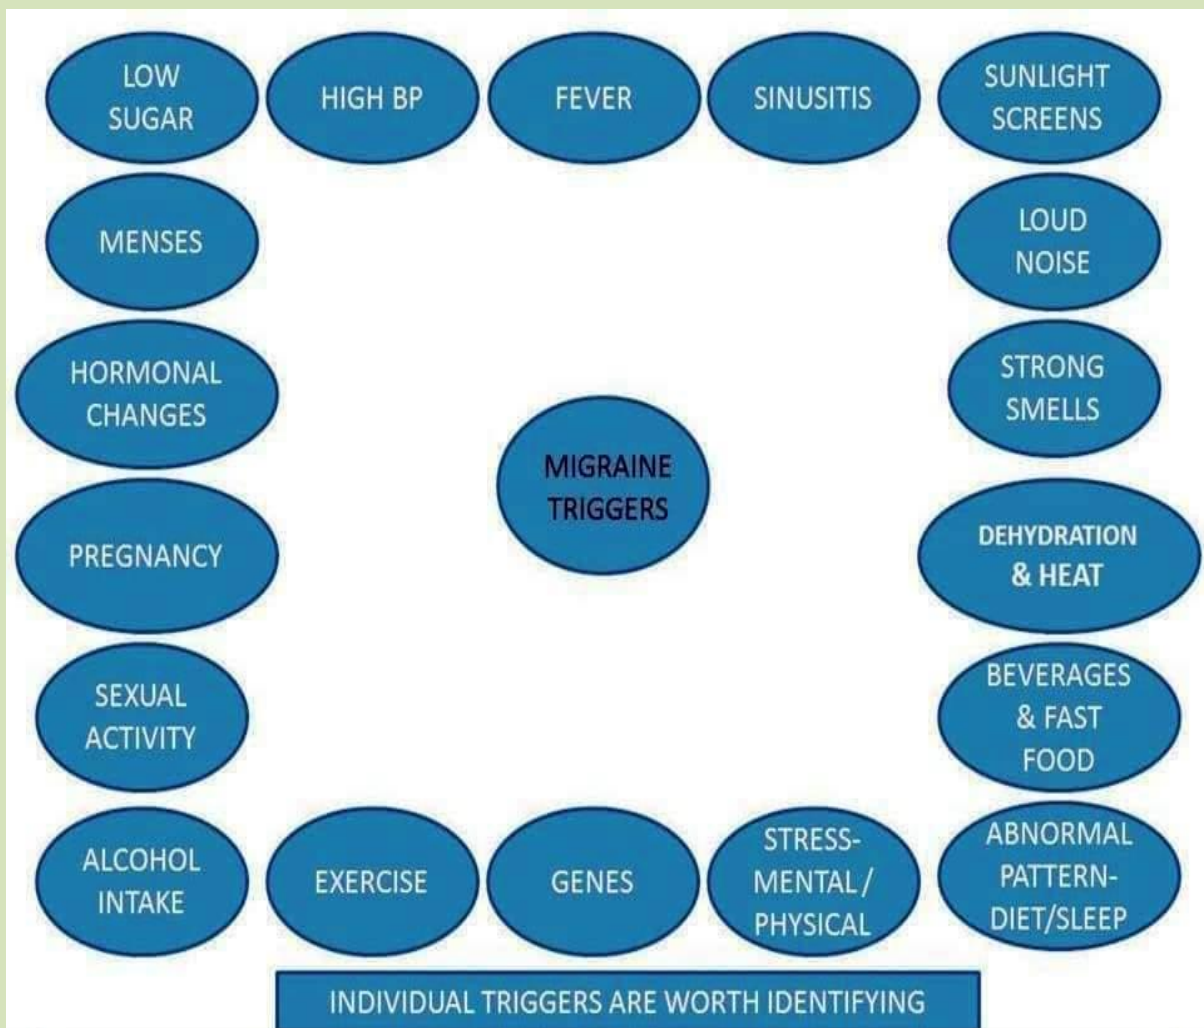 LOW
SUGAR
HIGH BP
FEVER
SINUSITIS
SUNLIGHT
SCREENS
MENSES
LOUD
NOISE
HORMONAL
CHANGES
STRONG
SMELLS
MIGRAINE
TRIGGERS
PREGNANCY
DEHYDRATION
& HEAT
SEXUAL
ACTIVITY
BEVERAGES
& FAST
FOOD
ALCOHOL
INTAKE
EXERCISE
GENES
STRESS-
MENTAL /
PHYSICAL
ABNORMAL
PATTERN-
DIET/SLEEP
INDIVIDUAL TRIGGERS ARE WORTH IDENTIFYING